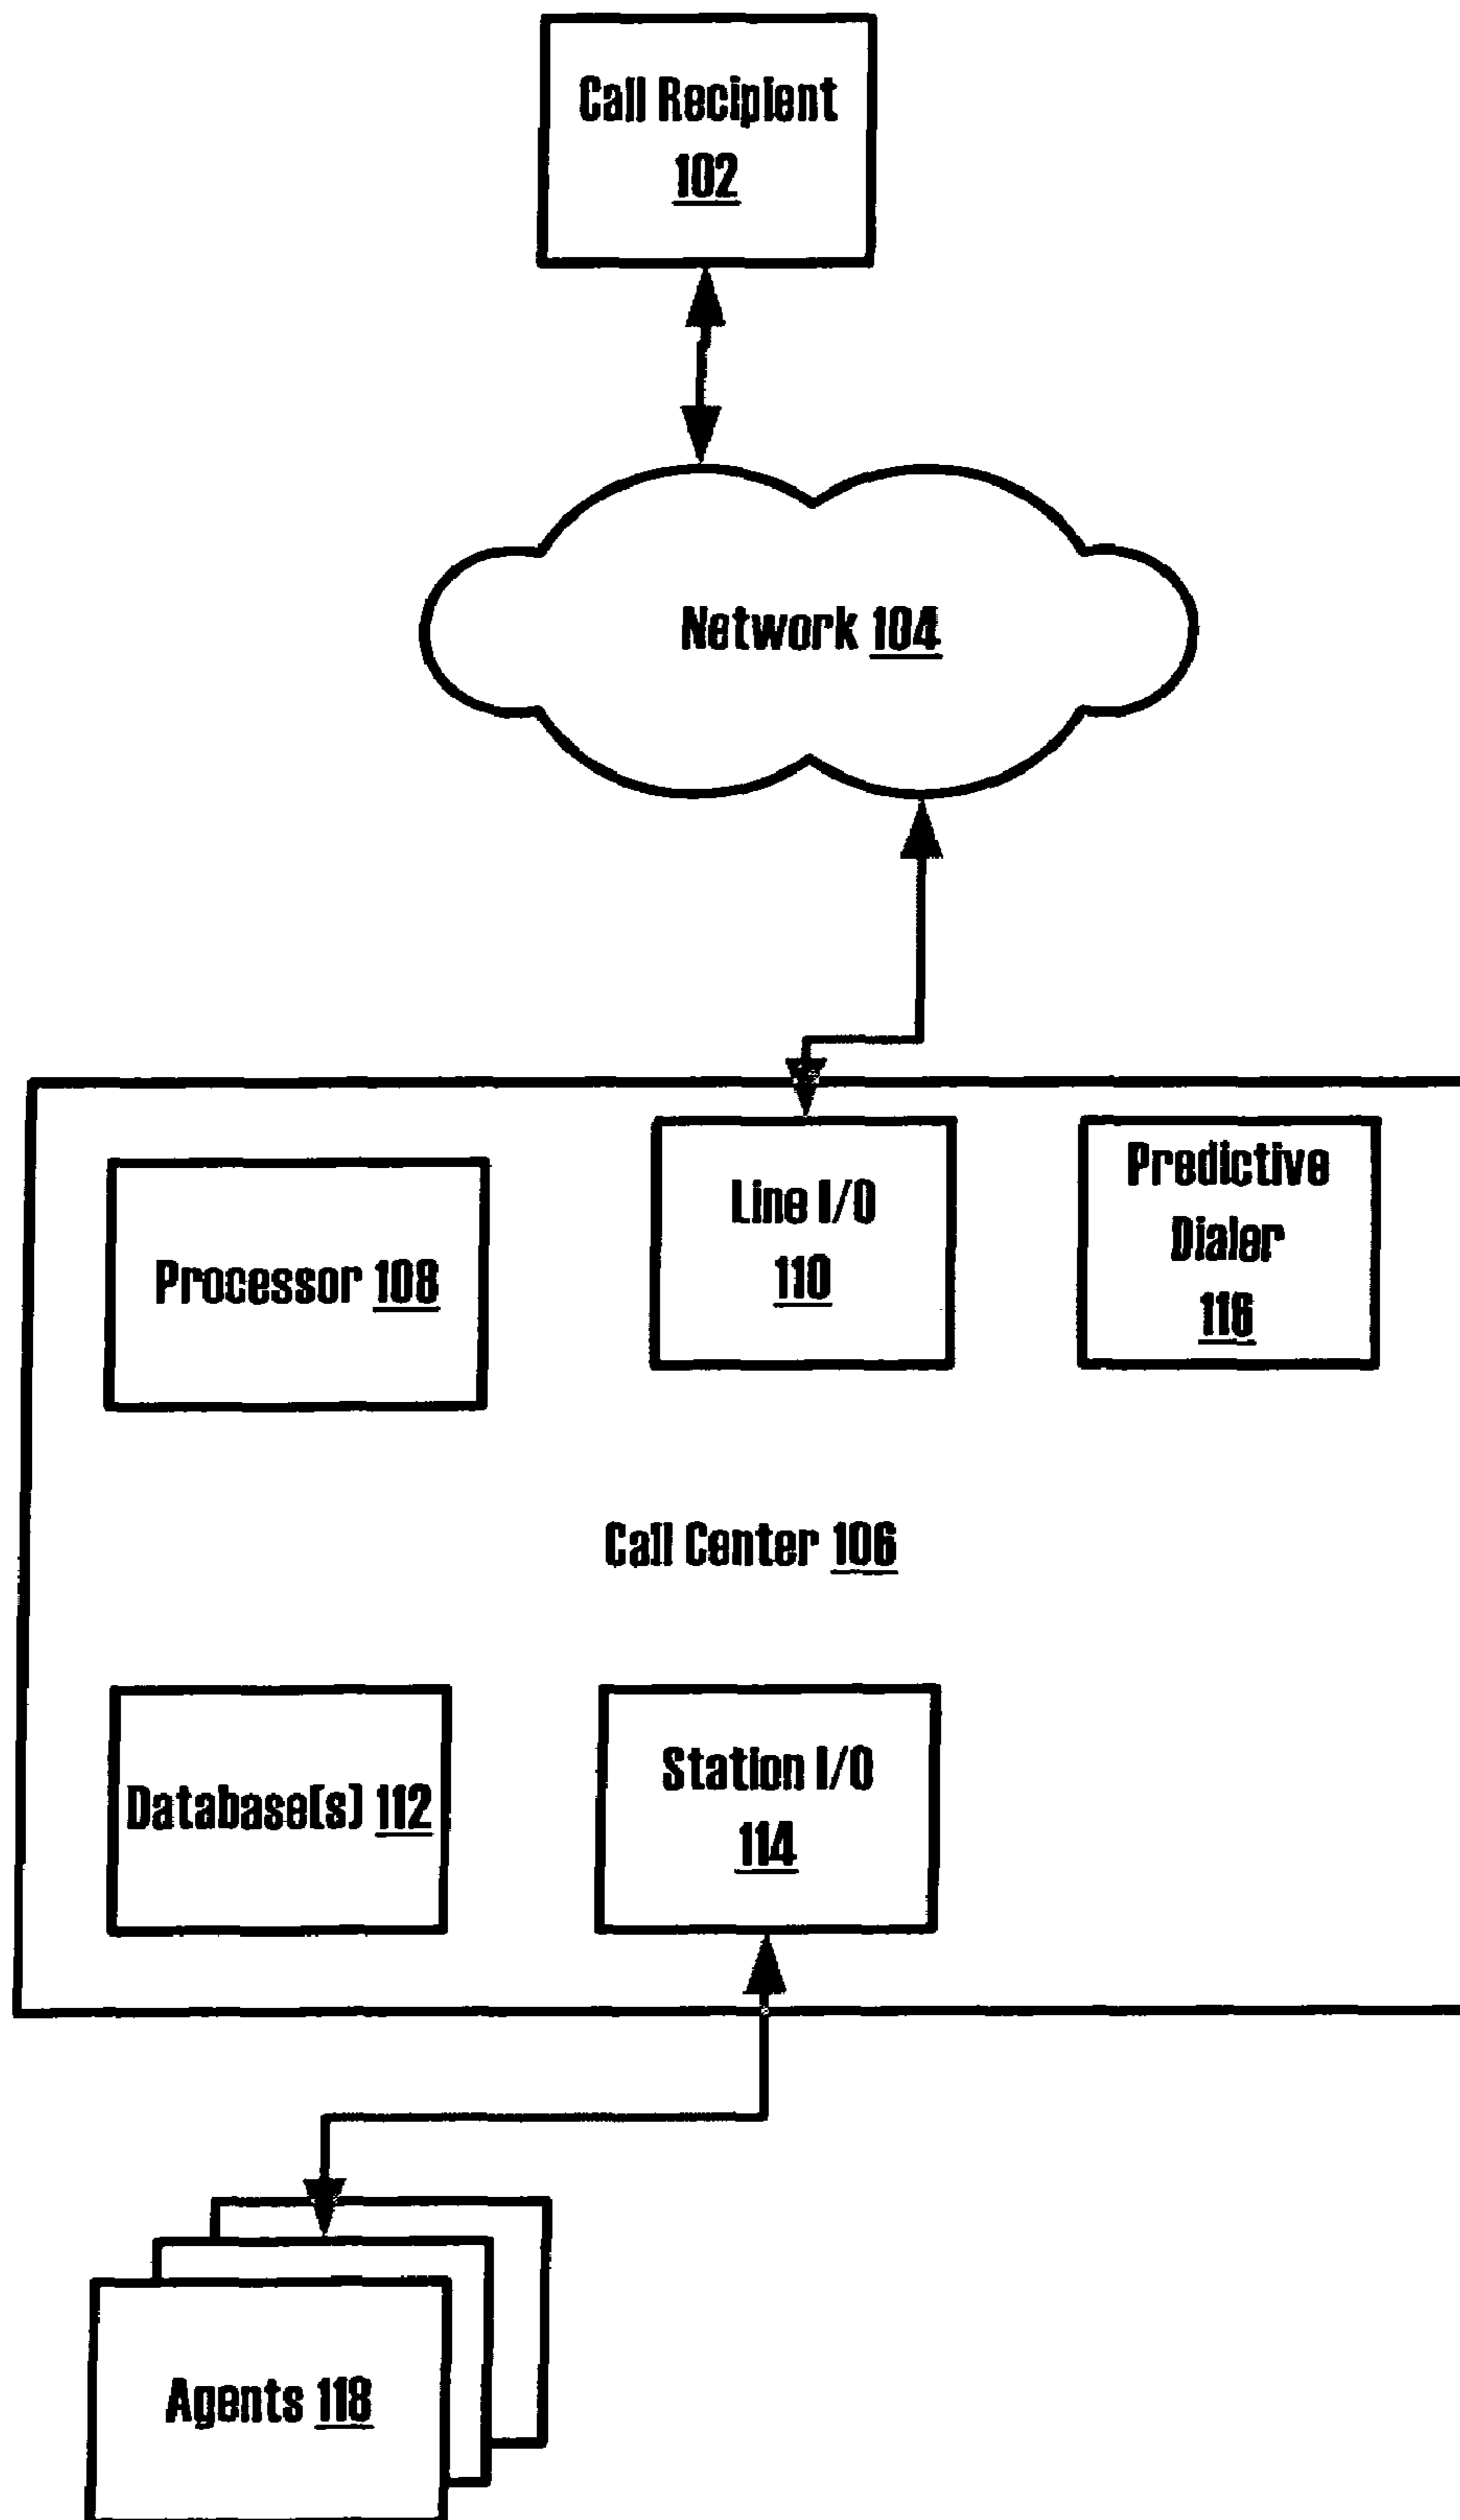 Call Recipient
102
Network 104
Line I/O
110
Predictive
Dialer
116
Processor 108
Call Center 106
Database(s) 112
Station I/O
114
Agents 118